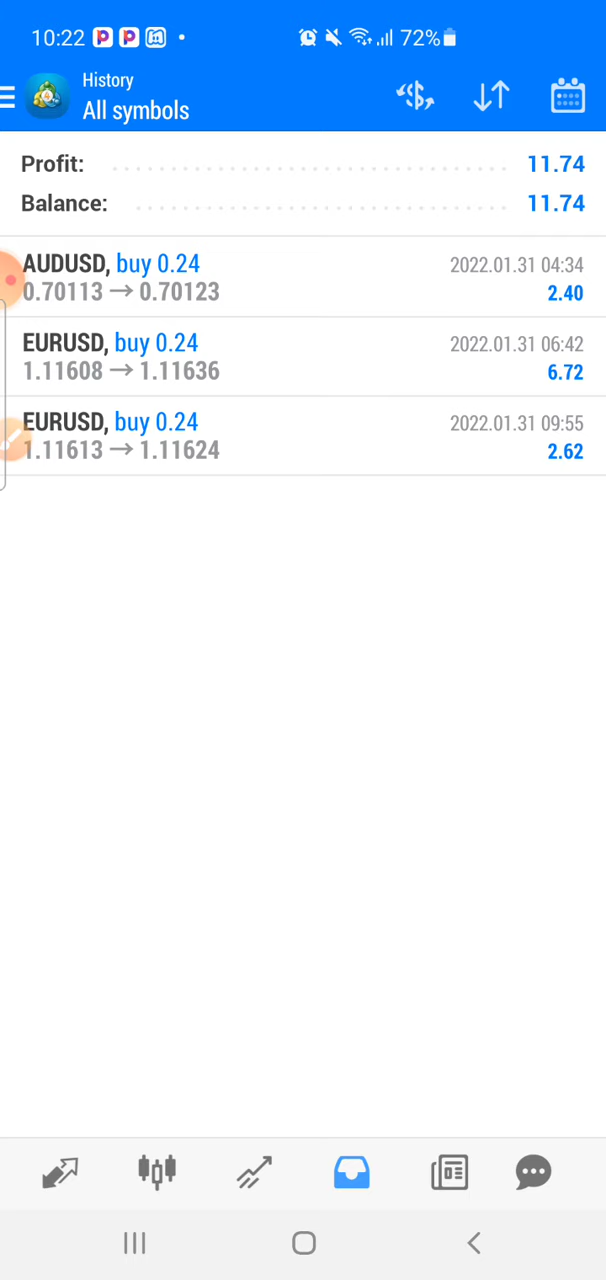 10:22 72%
History
All symbols
Profit: 11.74
Balance: 11.74
AUDUSD, buy 0.24 2022.01.31 04:34
0.70113 → 0.70123 2.40
EURUSD, buy 0.24 2022.01.31 06:42
1.11608 → 1.11636 6.72
EURUSD, buy 0.24 2022.01.31 09:55
1.11613 → 1.11624 2.62